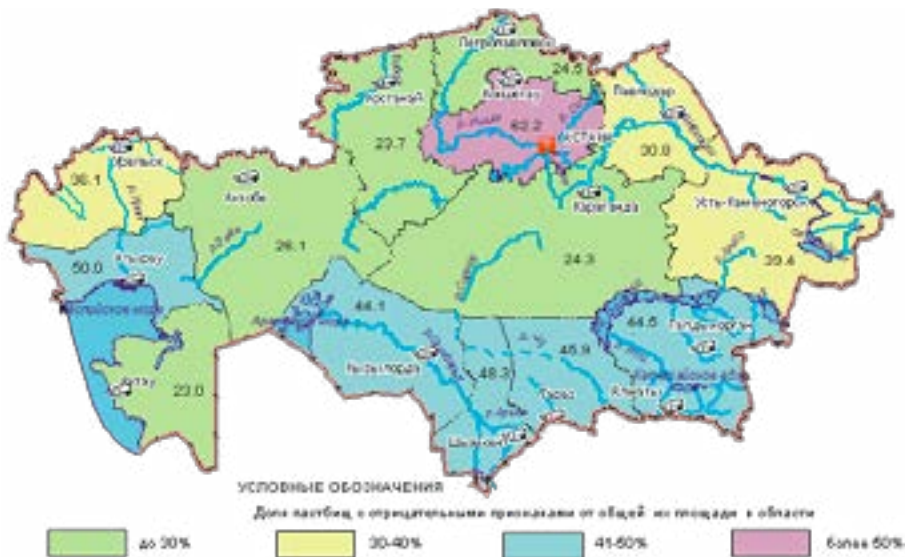 Петропавловск
24.5
Костанай
Кокшетау
Павлодар
62.2
АСТАНА
23.7
30.8
Уральск
36.1
Актобе
Караганда
Усть-Каменогорск
26.1
24.3
39.4
50.0
Атырау
44.1
44.5
Талдыкорган
Кызылорда
45.9
48.3
Актау
23.0
Тараз
Алматы
Шымкент
УСЛОВНЫЕ ОБОЗНАЧЕНИЯ
Доля пастбищ с отрицательными признаками от общей их площади в области
до 30%
30-40%
41-50%
более 60%